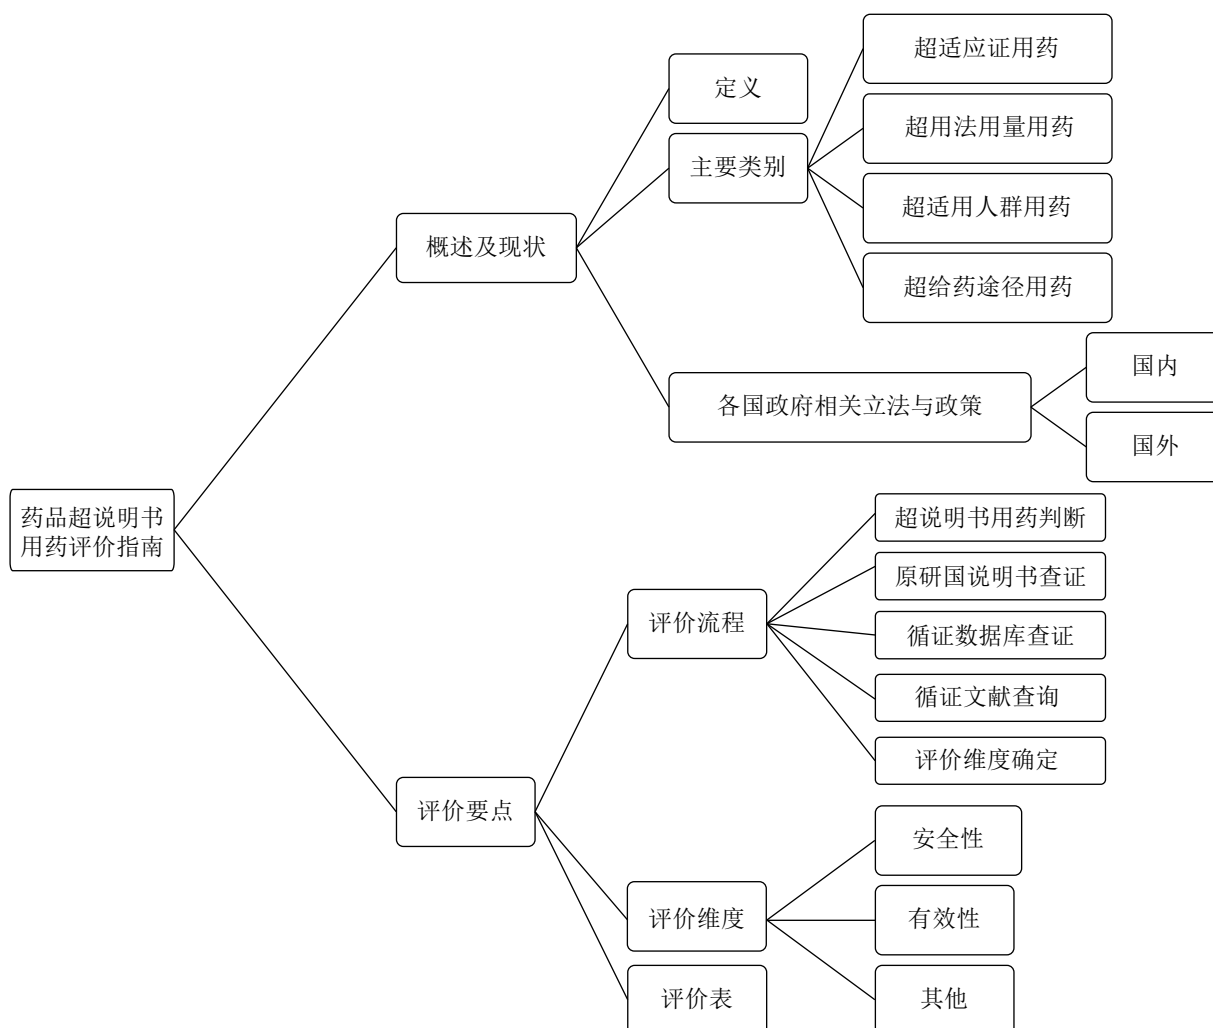 药品超说明书
用药评价指南
概述及现状
定义
主要类别
超适应证用药
超用法用量用药
超适用人群用药
超给药途径用药
各国政府相关立法与政策
国内
国外
评价要点
评价流程
超说明书用药判断
原研国说明书查证
循证数据库查证
循证文献查询
评价维度确定
评价维度
安全性
有效性
其他
评价表